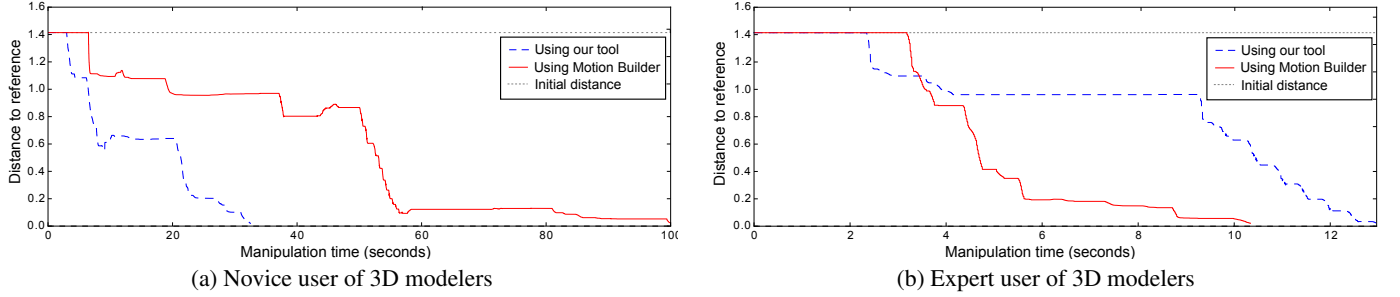 1.6
1.4
1.2
1.0
0.8
0.6
0.4
0.2
0.0
Distance to reference
Using our tool
Using Motion Builder
Initial distance
0 20 40 60 80 100
Manipulation time (seconds)
(a) Novice user of 3D modelers
1.6
1.4
1.2
1.0
0.8
0.6
0.4
0.2
0.0
Distance to reference
Using our tool
Using Motion Builder
Initial distance
0 2 4 6 8 10 12
Manipulation time (seconds)
(b) Expert user of 3D modelers